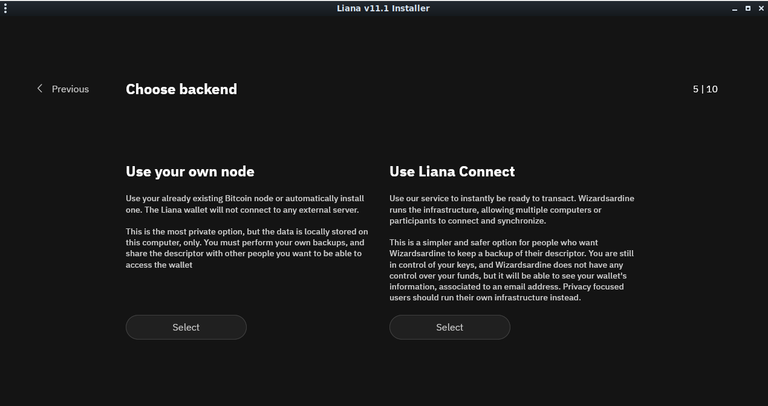 Liana v11.1 Installer
Previous
Choose backend
5 | 10
Use your own node
Use your already existing Bitcoin node or automatically install
one. The Liana wallet will not connect to any external server.
This is the most private option, but the data is locally stored on
this computer, only. You must perform your own backups, and
share the descriptor with other people you want to be able to
access the wallet
Select
Use Liana Connect
Use our service to instantly be ready to transact. Wizardsardine
runs the infrastructure, allowing multiple computers or
participants to connect and synchronize.
This is a simpler and safer option for people who want
Wizardsardine to keep a backup of their descriptor. You are still
in control of your keys, and Wizardsardine does not have any
control over your funds, but it will be able to see your wallet's
information, associated to an email address. Privacy focused
users should run their own infrastructure instead.
Select